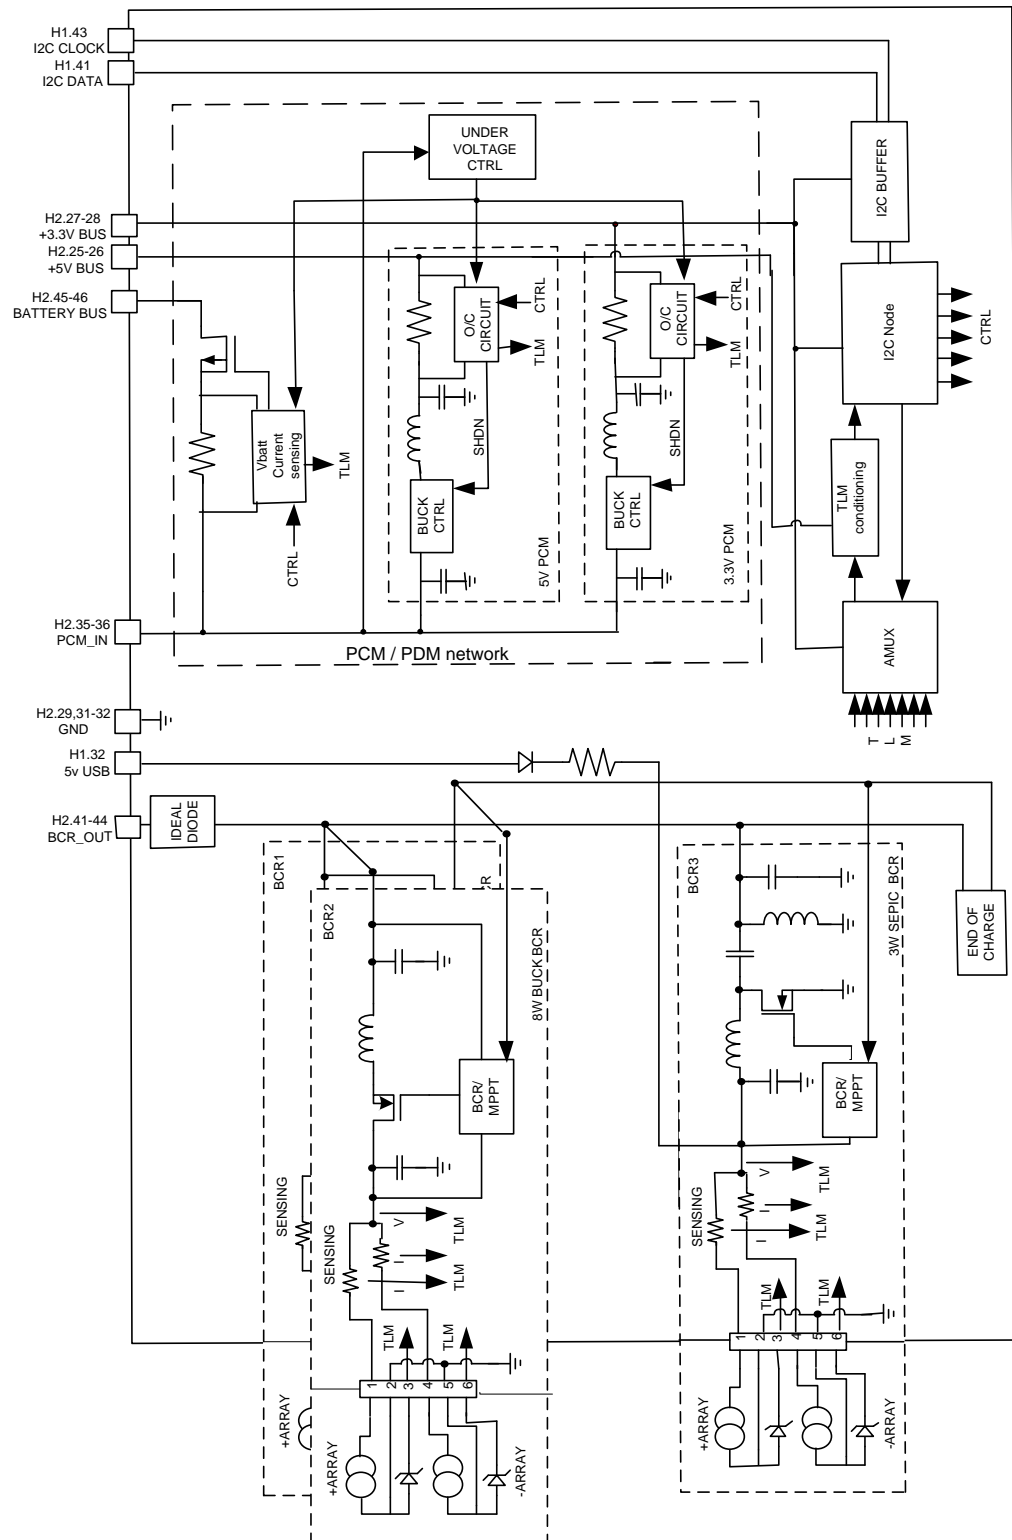 H1.43
I2C CLOCK
H1.41
I2C DATA
UNDER
VOLTAGE
CTRL
I2C BUFFER
H2.27-28
+3.3V BUS
H2.25-26
+5V BUS
H2.45-46
BATTERY BUS
O/C
CIRCUIT
CTRL
TLM
O/C
CIRCUIT
CTRL
TLM
I2C Node
CTRL
Vbatt
Current
sensing
TLM
CTRL
SHDN
BUCK
CTRL
5V PCM
SHDN
BUCK
CTRL
3.3V PCM
TLM
conditioning
H2.35-36
PCM_IN
PCM / PDM network
AMUX
T
L
M
H2.29,31-32
GND
H1.32
5v USB
H2.41-44
BCR_OUT
IDEAL
DIODE
BCR1
CR
BCR2
8W BUCK BCR
BCR3
3W SEPIC BCR
END OF
CHARGE
BCR/
MPPT
BCR/
MPPT
SENSING
SENSING
V
TLM
I
I
TLM
SENSING
V
TLM
I
I
TLM
TLM
TLM
1
2
3
4
5
6
TLM
TLM
1
2
3
4
5
6
+ARRAY
+ARRAY
-ARRAY
+ARRAY
-ARRAY